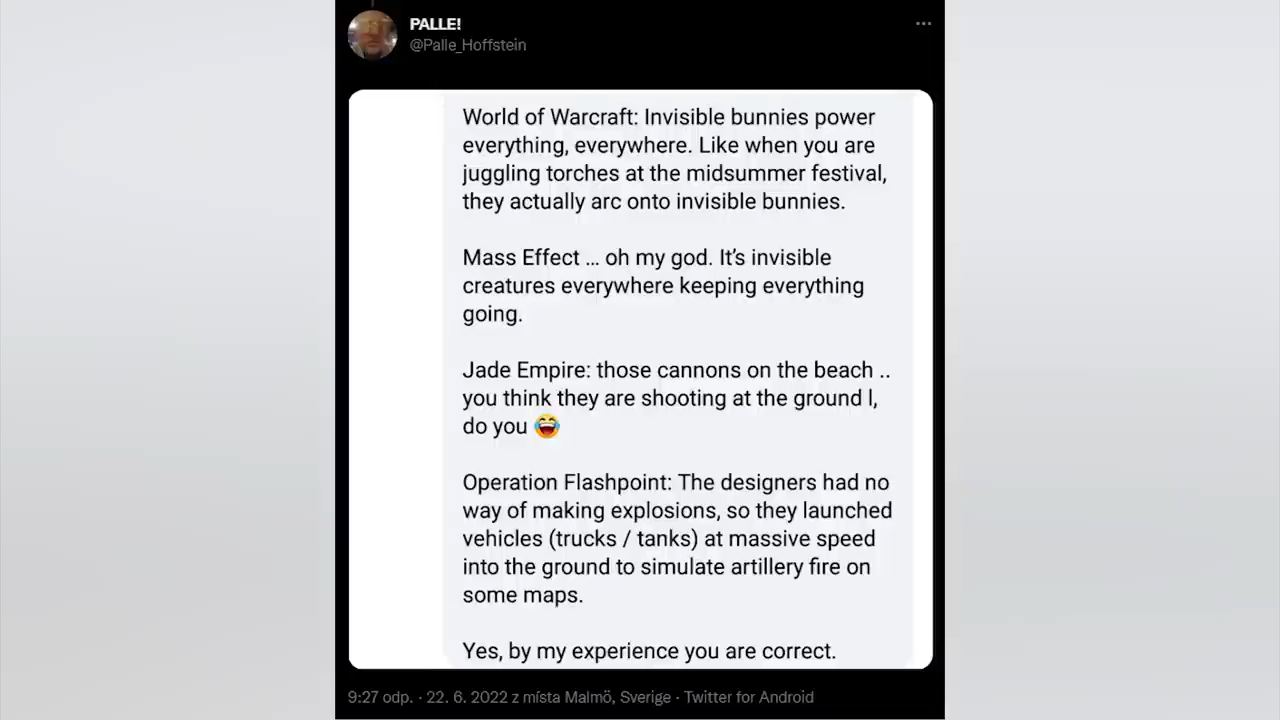 PALLE!
@Palle_Hoffstein
World of Warcraft: Invisible bunnies power
everything, everywhere. Like when you are
juggling torches at the midsummer festival,
they actually arc onto invisible bunnies.
Mass Effect ... oh my god. It’s invisible
creatures everywhere keeping everything
going.
Jade Empire: those cannons on the beach ..
you think they are shooting at the ground l,
do you 😂
Operation Flashpoint: The designers had no
way of making explosions, so they launched
vehicles (trucks / tanks) at massive speed
into the ground to simulate artillery fire on
some maps.
Yes, by my experience you are correct.
9:27 odp. · 22. 6. 2022 z místa Malmö, Sverige · Twitter for Android